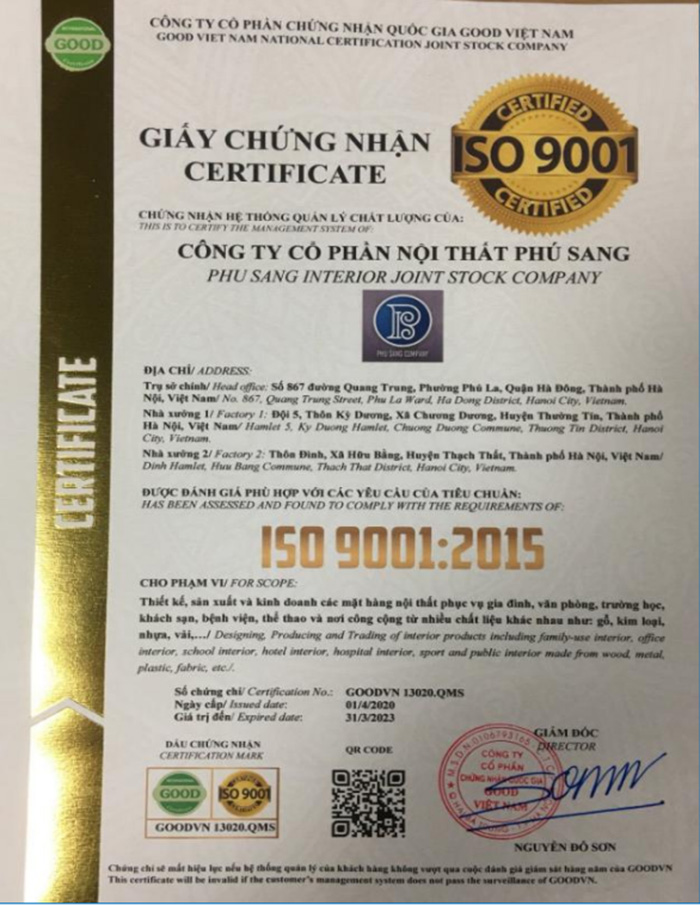 INTERNATIONAL
GOOD
CÔNG TY CỔ PHẦN CHỨNG NHẬN QUỐC GIA GOOD VIỆT NAM
GOOD VIET NAM NATIONAL CERTIFICATION JOINT STOCK COMPANY
CERTIFIED
ISO 9001
CERTIFIED
GIẤY CHỨNG NHẬN
CERTIFICATE
CHỨNG NHẬN HỆ THỐNG QUẢN LÝ CHẤT LƯỢNG CỦA:
THIS IS TO CERTIFY THE MANAGEMENT SYSTEM OF:
CÔNG TY CỔ PHẦN NỘI THẤT PHÚ SANG
PHU SANG INTERIOR JOINT STOCK COMPANY
PS
PHU SANG COMPANY
ĐỊA CHỈ/ ADDRESS:
Trụ sở chính/ Head office: Số 867 đường Quang Trung, Phường Phú La, Quận Hà Đông, Thành phố Hà
Nội, Việt Nam/ No. 867, Quang Trung Street, Phu La Ward, Ha Dong District, Hanoi City, Vietnam.
Nhà xưởng 1/ Factory 1: Đội 5, Thôn Kỳ Dương, Xã Chương Dương, Huyện Thường Tín, Thành phố
Hà Nội, Việt Nam/ Hamlet 5, Ky Duong Hamlet, Chuong Duong Commune, Thuong Tin District, Hanoi
City, Vietnam.
Nhà xưởng 2/ Factory 2: Thôn Đình, Xã Hữu Bằng, Huyện Thạch Thất, Thành phố Hà Nội, Việt Nam/
Dinh Hamlet, Huu Bang Commune, Thach That District, Hanoi City, Vietnam.
ĐƯỢC ĐÁNH GIÁ PHÙ HỢP VỚI CÁC YÊU CẦU CỦA TIÊU CHUẨN:
HAS BEEN ASSESSED AND FOUND TO COMPLY WITH THE REQUIREMENTS OF:
ISO 9001:2015
CHO PHẠM VI/ FOR SCOPE:
Thiết kế, sản xuất và kinh doanh các mặt hàng nội thất phục vụ gia đình, văn phòng, trường học,
khách sạn, bệnh viện, thể thao và nơi công cộng từ nhiều chất liệu khác nhau như: gỗ, kim loại,
nhựa, vải,.../ Designing, Producing and Trading of interior products including family-use interior, office
interior, school interior, hotel interior, hospital interior, sport and public interior made from wood, metal,
plastic, fabric, etc./.
Số chứng chỉ/ Certification No.: GOODVN 13020.QMS
Ngày cấp/ Issued date: 01/4/2020
Giá trị đến/ Expired date: 31/3/2023
DẤU CHỨNG NHẬN
CERTIFICATION MARK
QR CODE
GIÁM ĐỐC
DIRECTOR
GOOD
ISO 9001
GOODVN 13020.QMS
M.S.D.N:0106793166
CÔNG TY
CỔ PHẦN
CHỨNG NHẬN QUỐC GIA
GOOD
VIỆT NAM
NGUYỄN ĐỖ SƠN
Chứng chỉ sẽ mất hiệu lực nếu hệ thống quản lý của khách hàng không vượt qua cuộc đánh giá giám sát hàng năm của GOODVN
This certificate will be invalid if the customer's management system does not pass the surveillance of GOODVN.
CERTIFICATE